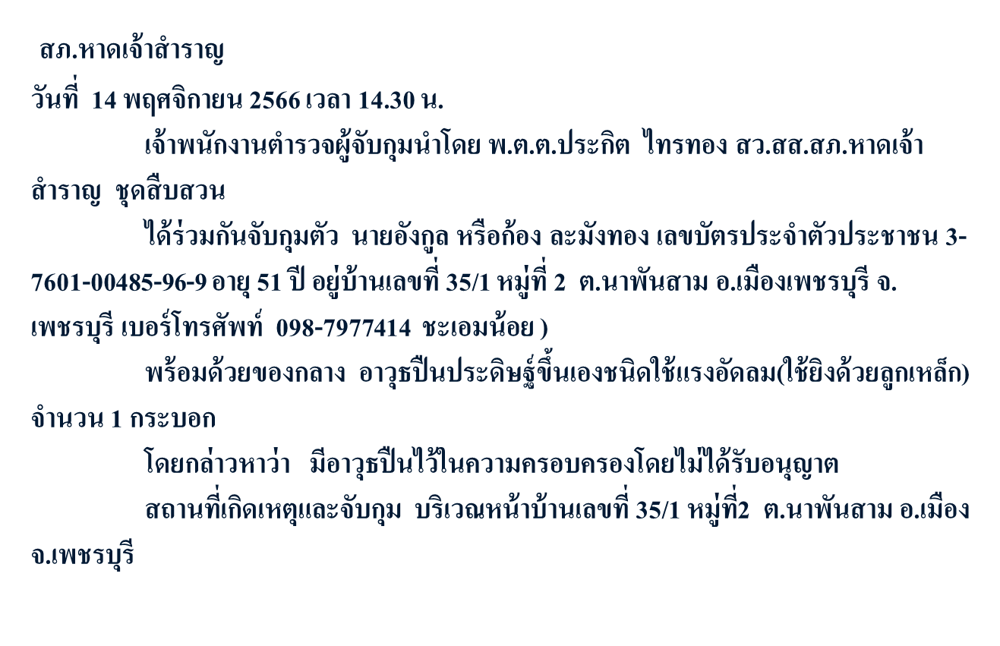 สภ.หาดเจ้าสำราญ
วันที่ 14 พฤศจิกายน 2566 เวลา 14.30 น.
เจ้าพนักงานตำรวจผู้จับกุมนำโดย พ.ต.ต.ประกิต ไทรทอง สว.สส.สภ.หาดเจ้า
สำราญ ชุดสืบสวน
ได้ร่วมกันจับกุมตัว นายอังกูล หรือก้อง ละมังทอง เลขบัตรประจำตัวประชาชน 3-
7601-00485-96-9 อายุ 51 ปี อยู่บ้านเลขที่ 35/1 หมู่ที่ 2 ต.นาพันสาม อ.เมืองเพชรบุรี จ.
เพชรบุรี เบอร์โทรศัพท์ 098-7977414 ชะเอมน้อย )
พร้อมด้วยของกลาง อาวุธปืนประดิษฐ์ขึ้นเองชนิดใช้แรงอัดลม(ใช้ยิงด้วยลูกเหล็ก)
จำนวน 1 กระบอก
โดยกล่าวหาว่า มีอาวุธปืนไว้ในความครอบครองโดยไม่ได้รับอนุญาต
สถานที่เกิดเหตุและจับกุม บริเวณหน้าบ้านเลขที่ 35/1 หมู่ที่2 ต.นาพันสาม อ.เมือง
จ.เพชรบุรี